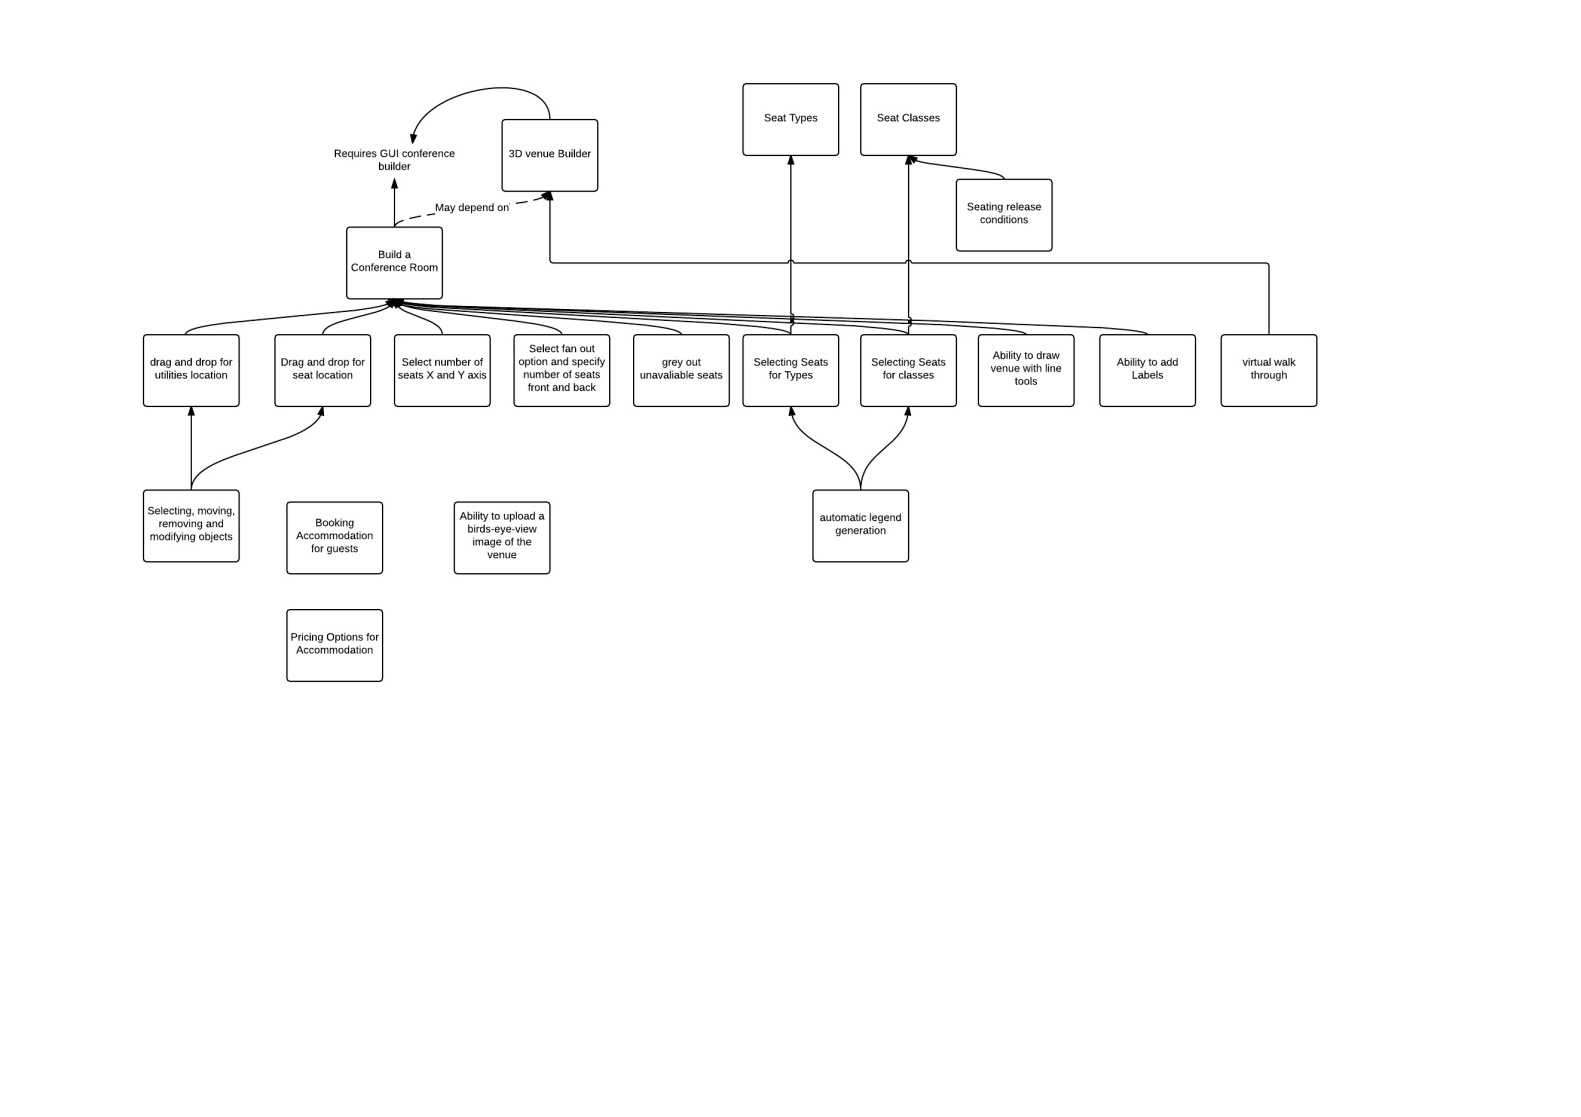 Seat Types
Seat Classes
Requires GUI conference
builder
3D venue Builder
May depend on
Seating release
conditions
Build a
Conference Room
drag and drop for
utilities location
Drag and drop for
seat location
Select number of
seats X and Y axis
Select fan out
option and specify
number of seats
front and back
grey out
unavaliable seats
Selecting Seats
for Types
Selecting Seats
for classes
Ability to draw
venue with line
tools
Ability to add
Labels
virtual walk
through
Selecting, moving,
removing and
modifying objects
Booking
Accommodation
for guests
Ability to upload a
birds-eye-view
image of the
venue
automatic legend
generation
Pricing Options for
Accommodation